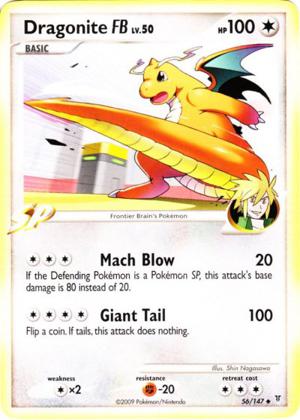 Dragonite FB LV.50 HP100
BASIC
SP
Frontier Brain's Pokémon
Mach Blow 20
If the Defending Pokémon is a Pokémon SP, this attack's base
damage is 80 instead of 20.
Giant Tail 100
Flip a coin. If tails, this attack does nothing.
Illus. Shin Nagasawa
weakness resistance retreat cost
×2 -20
©2009 Pokémon/Nintendo 56/147